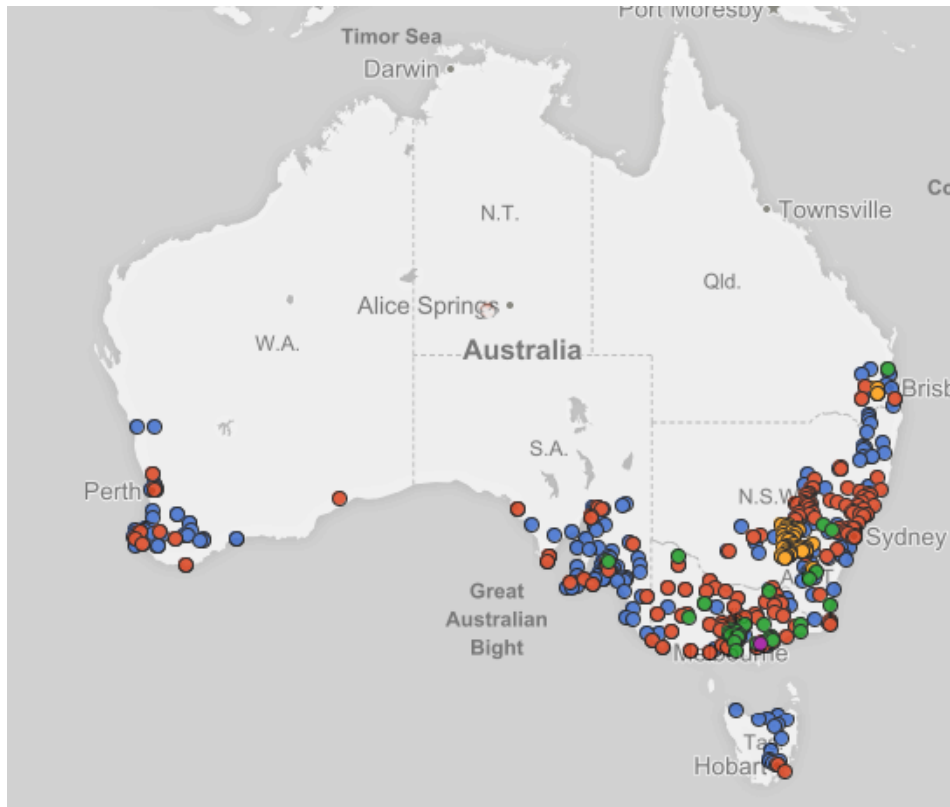 Port Moresby
Timor Sea
Darwin
Co
N.T.
Townsville
Qld.
Alice Springs
W.A.
Australia
Brisb
S.A.
Perth
N.S.W
Sydney
A
T
Great
Australian
Bight
Melbourne
Tas
Hobart